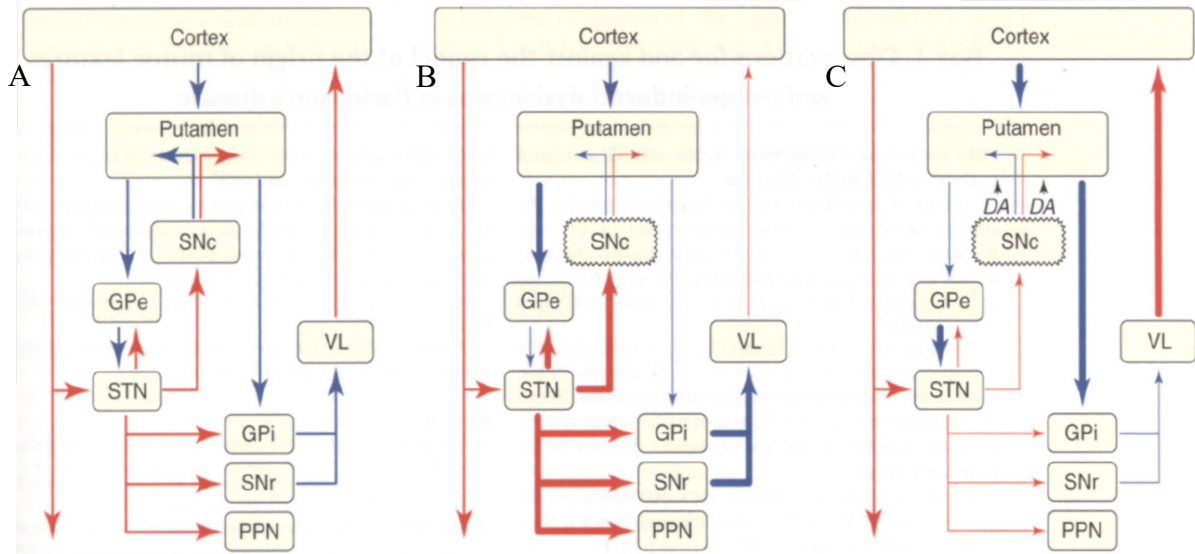 A
Cortex
Putamen
SNc
GPe
VL
STN
GPi
SNr
PPN
B
Cortex
Putamen
SNc
GPe
VL
STN
GPi
SNr
PPN
C
Cortex
Putamen
DA DA
SNc
GPe
VL
STN
GPi
SNr
PPN